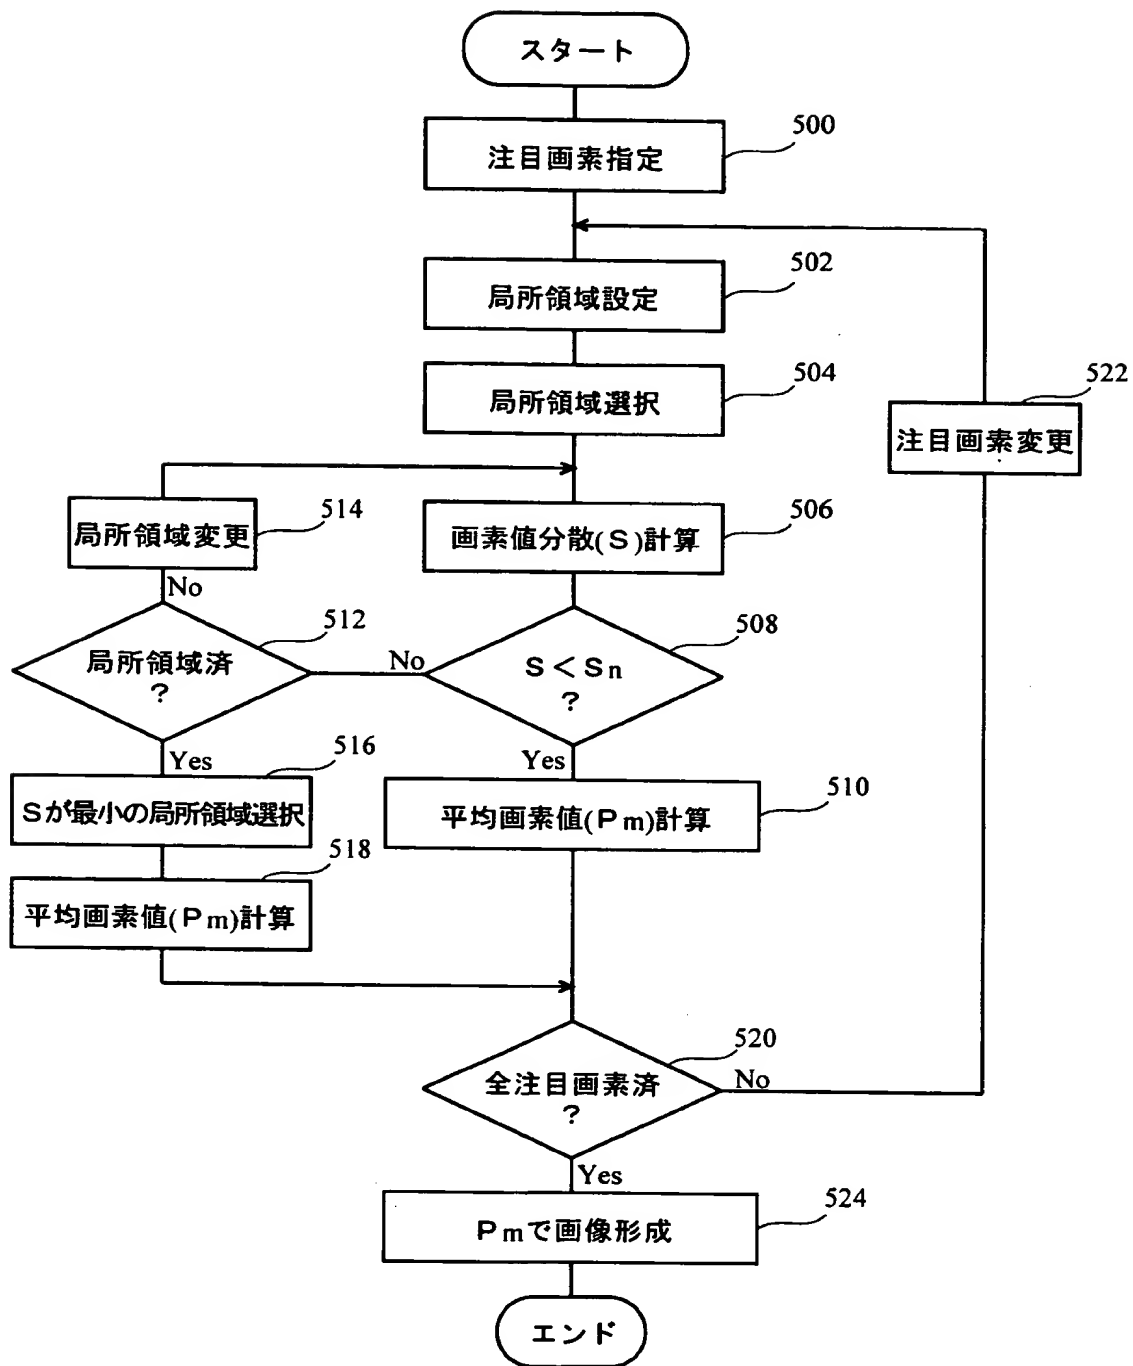 スタート
500
注目画素指定
502
局所領域設定
504
局所領域選択
522
注目画素変更
514
局所領域変更
506
画素値分散(S)計算
No
512
局所領域済
?
No
508
S<Sn
?
Yes
516
Sが最小の局所領域選択
Yes
510
平均画素値(Pm)計算
518
平均画素値(Pm)計算
520
全注目画素済
?
No
Yes
524
Pmで画像形成
エンド